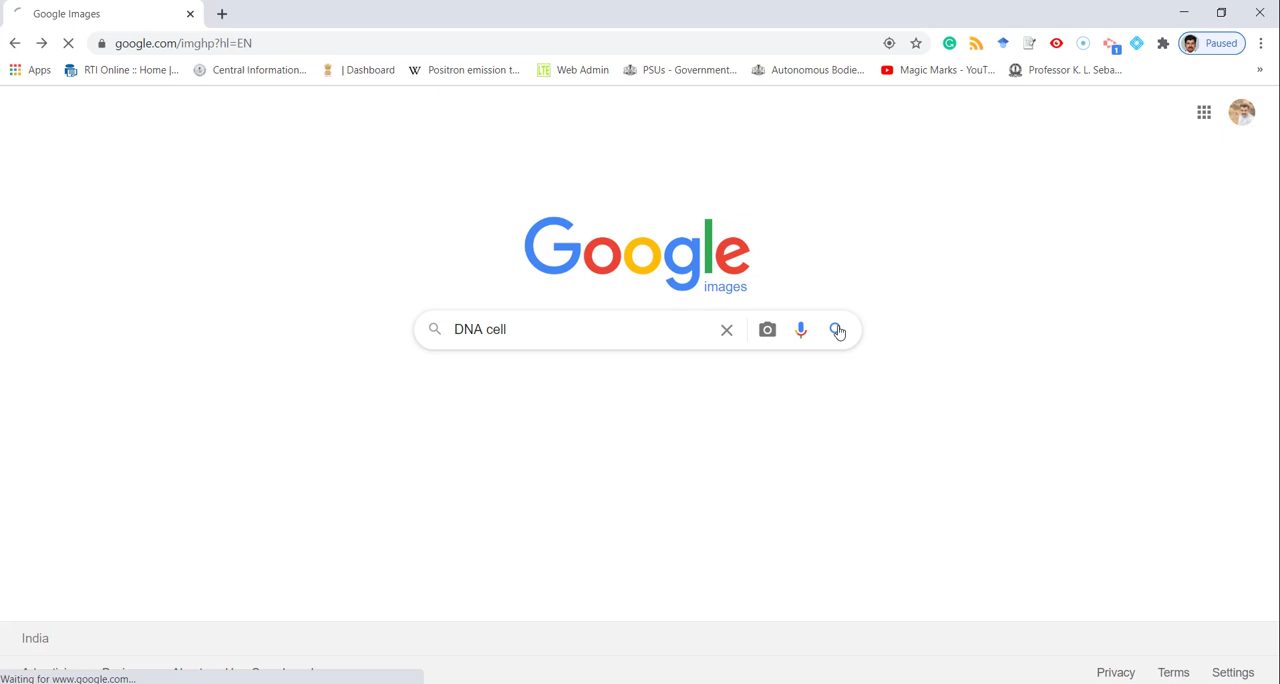 Google Images
google.com/imghp?hl=EN
1
Paused
Apps
RTI Online :: Home |...
Central Information...
| Dashboard
W
Positron emission t...
LTE
Web Admin
PSUs - Government...
Autonomous Bodie...
Magic Marks - YouT...
Professor K. L. Seba...
»
Google
images
DNA cell
India
Privacy
Terms
Settings
Waiting for www.google.com...